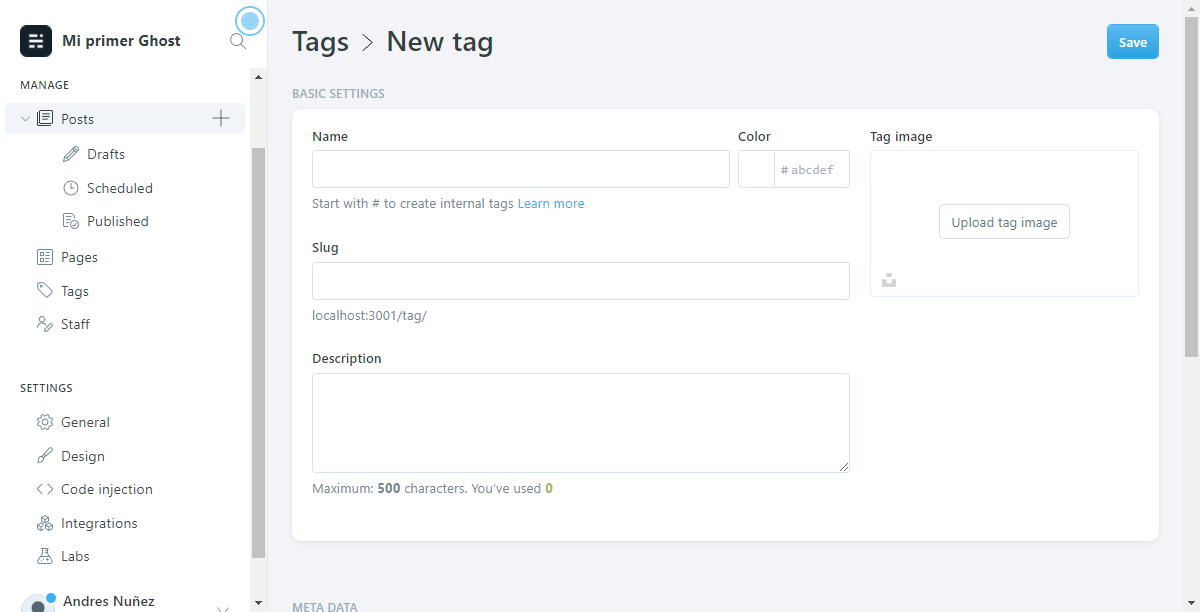 Mi primer Ghost
MANAGE
Posts
Drafts
Scheduled
Published
Pages
Tags
Staff
SETTINGS
General
Design
Code injection
Integrations
Labs
Andres Nuñez
Tags > New tag
Save
BASIC SETTINGS
Name
Color
# abcdef
Start with # to create internal tags Learn more
Slug
localhost:3001/tag/
Description
Maximum: 500 characters. You've used 0
Tag image
Upload tag image
META DATA